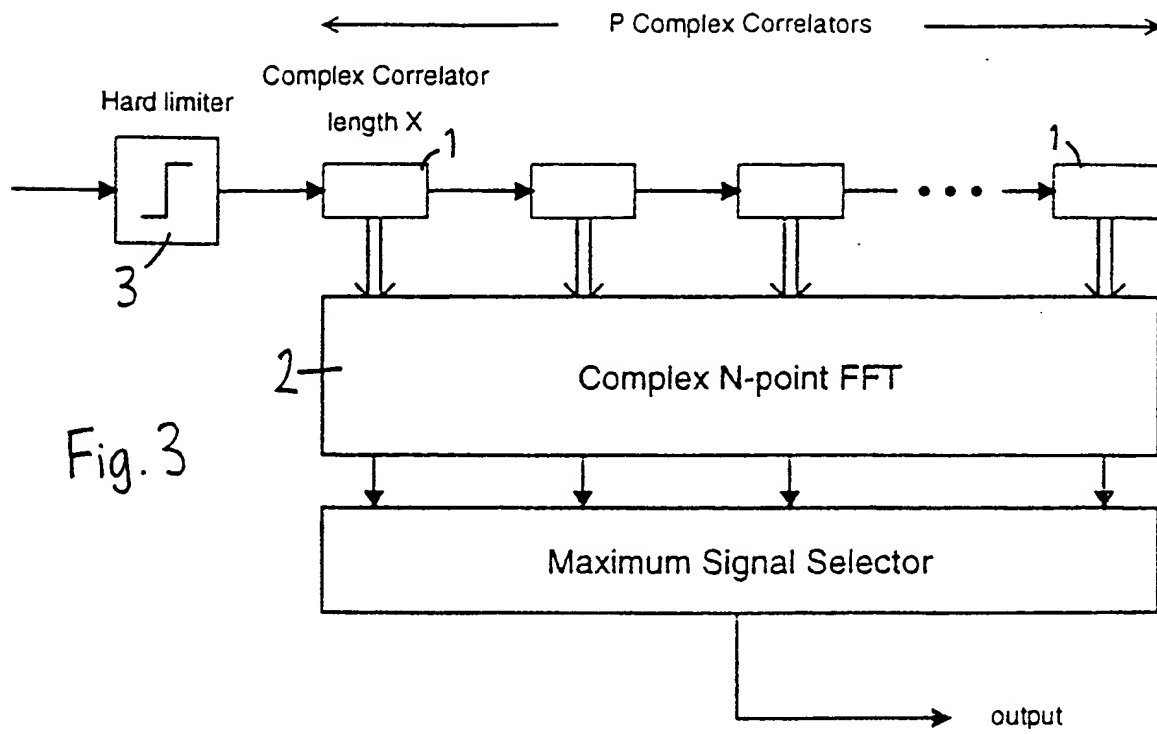 P Complex Correlators
Complex Correlator
Hard limiter
length X
1
1
3
2
Complex N-point FFT
Fig. 3
Maximum Signal Selector
output